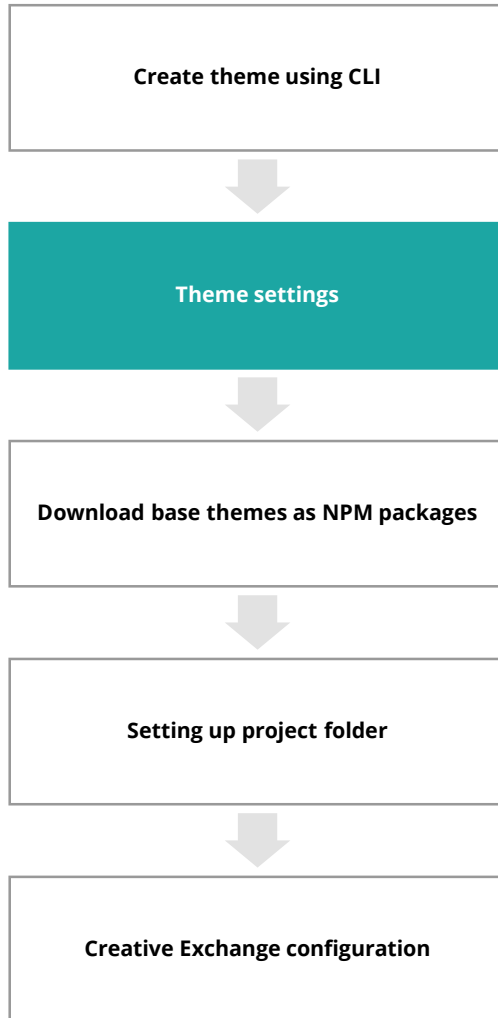 Create theme using CLI
Theme settings
Download base themes as NPM packages
Setting up project folder
Creative Exchange configuration